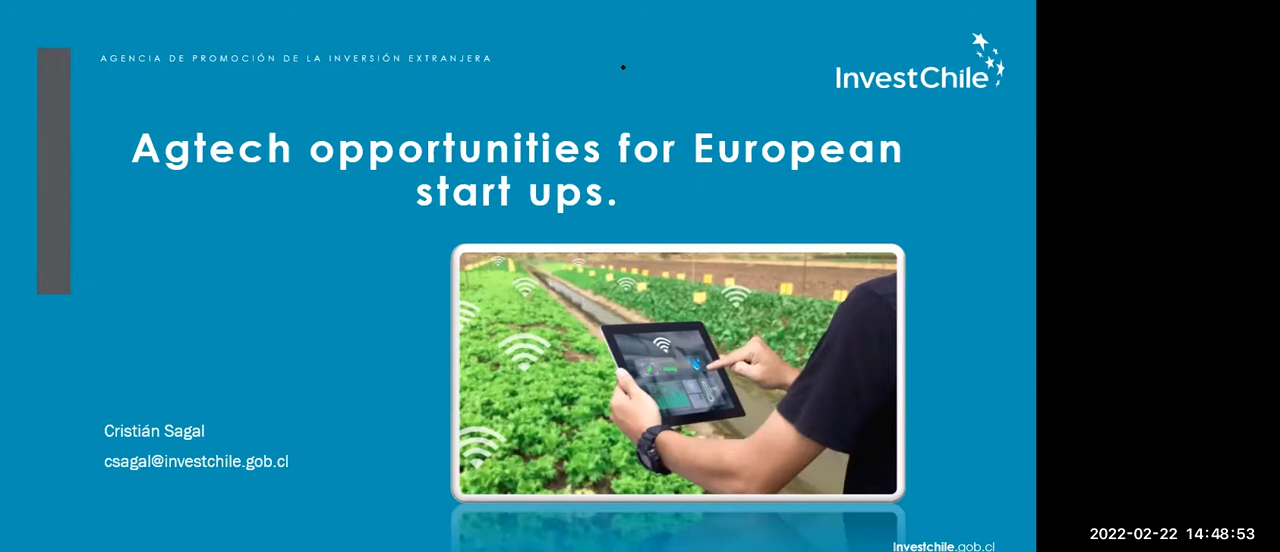 AGENCIA DE PROMOCIÓN DE LA INVERSIÓN EXTRANJERA
InvestChile
Agtech opportunities for European
start ups.
Cristián Sagal
csagal@investchile.gob.cl
Investchile.gob.cl
2022-02-22 14:48:53